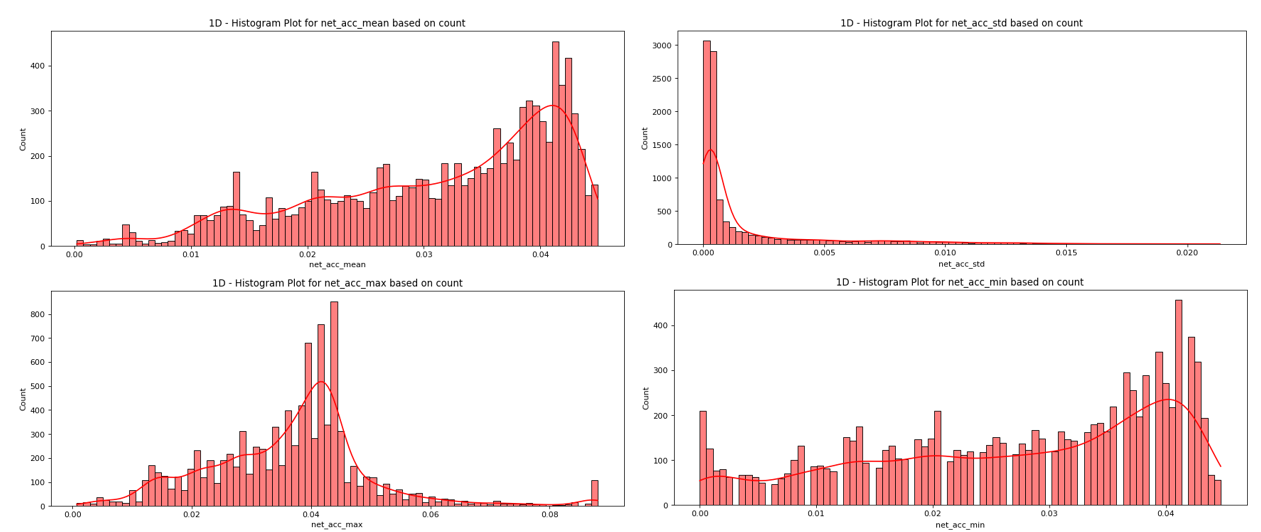 1D - Histogram Plot for net_acc_mean based on count
Count
400
300
200
100
0
0.00 0.01 0.02 0.03 0.04
net_acc_mean
1D - Histogram Plot for net_acc_std based on count
Count
3000
2500
2000
1500
1000
500
0
0.000 0.005 0.010 0.015 0.020
net_acc_std
1D - Histogram Plot for net_acc_max based on count
Count
800
700
600
500
400
300
200
100
0
0.00 0.02 0.04 0.06 0.08
net_acc_max
1D - Histogram Plot for net_acc_min based on count
Count
400
300
200
100
0
0.00 0.01 0.02 0.03 0.04
net_acc_min